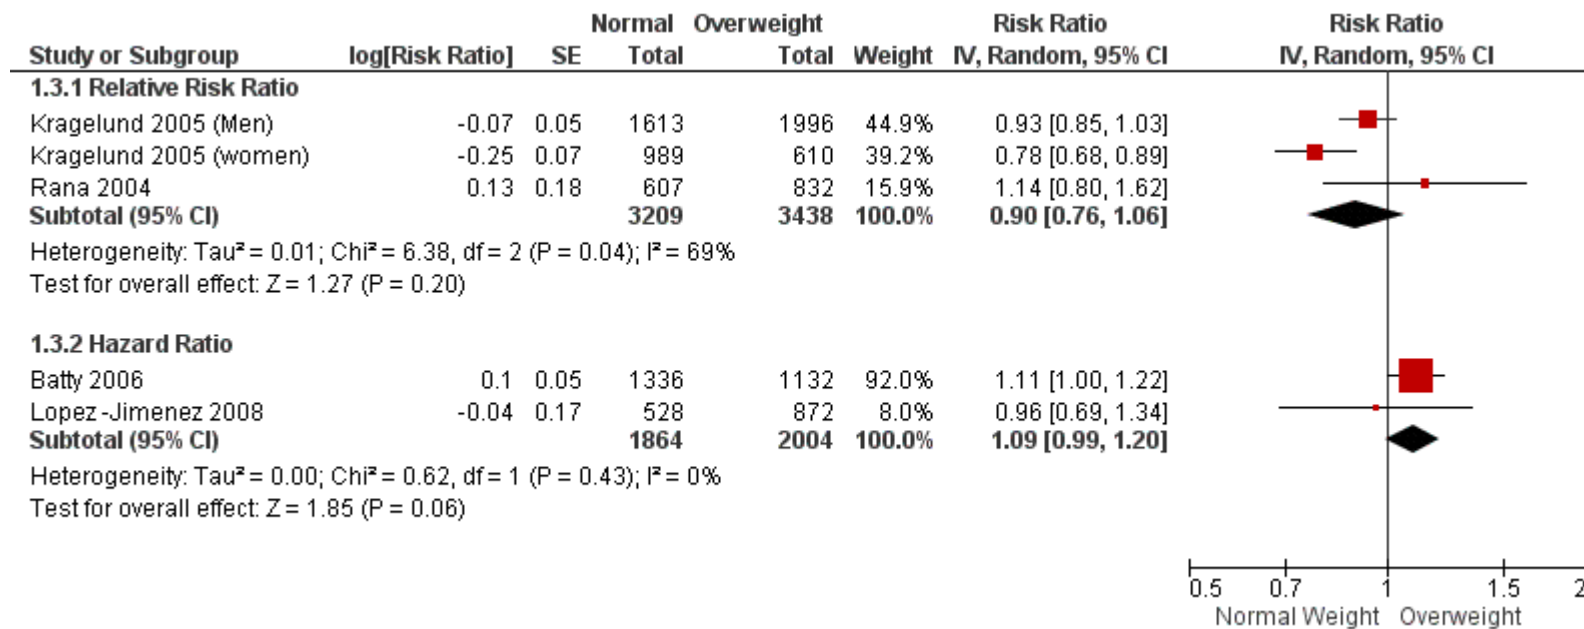 Normal Overweight Risk Ratio Risk Ratio
Study or Subgroup log[Risk Ratio] SE Total Total Weight IV, Random, 95% CI IV, Random, 95% CI
1.3.1 Relative Risk Ratio
Kragelund 2005 (Men) -0.07 0.05 1613 1996 44.9% 0.93 [0.85, 1.03]
Kragelund 2005 (women) -0.25 0.07 989 610 39.2% 0.78 [0.68, 0.89]
Rana 2004 0.13 0.18 607 832 15.9% 1.14 [0.80, 1.62]
Subtotal (95% CI) 3209 3438 100.0% 0.90 [0.76, 1.06]
Heterogeneity: Tau² = 0.01; Chi² = 6.38, df = 2 (P = 0.04); I² = 69%
Test for overall effect: Z = 1.27 (P = 0.20)
1.3.2 Hazard Ratio
Batty 2006 0.1 0.05 1336 1132 92.0% 1.11 [1.00, 1.22]
Lopez-Jimenez 2008 -0.04 0.17 528 872 8.0% 0.96 [0.69, 1.34]
Subtotal (95% CI) 1864 2004 100.0% 1.09 [0.99, 1.20]
Heterogeneity: Tau² = 0.00; Chi² = 0.62, df = 1 (P = 0.43); I² = 0%
Test for overall effect: Z = 1.85 (P = 0.06)
0.5 0.7 1 1.5 2
Normal Weight Overweight